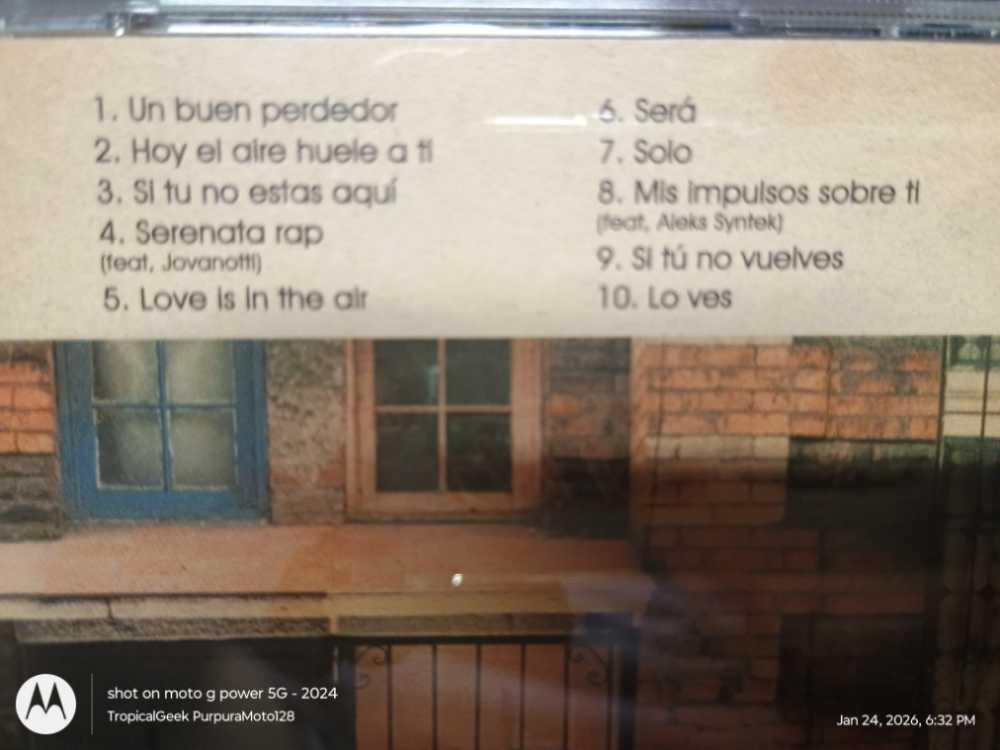 1. Un buen perdedor
2. Hoy el aire huele a ti
3. Si tu no estas aquí
4. Serenata rap
(feat, Jovanotti)
5. Love is in the air
6. Será
7. Solo
8. Mis impulsos sobre ti
(feat, Aleks Syntek)
9. Si tú no vuelves
10. Lo ves
shot on moto g power 5G - 2024
TropicalGeek PurpuraMoto128
Jan 24, 2026, 6:32 PM